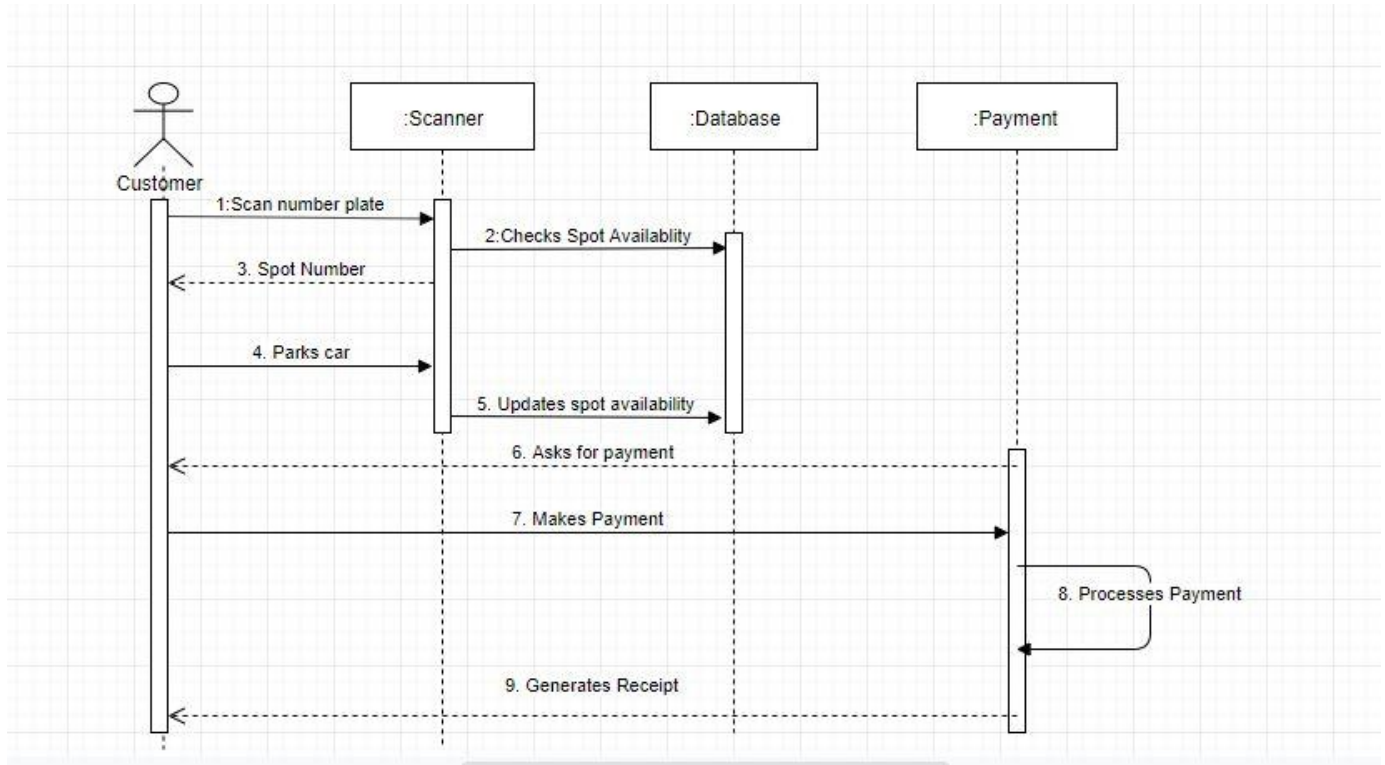 :Scanner
:Database
:Payment
Customer
1:Scan number plate
2:Checks Spot Availablity
3. Spot Number
4. Parks car
5. Updates spot availability
6. Asks for payment
7. Makes Payment
8. Processes Payment
9. Generates Receipt